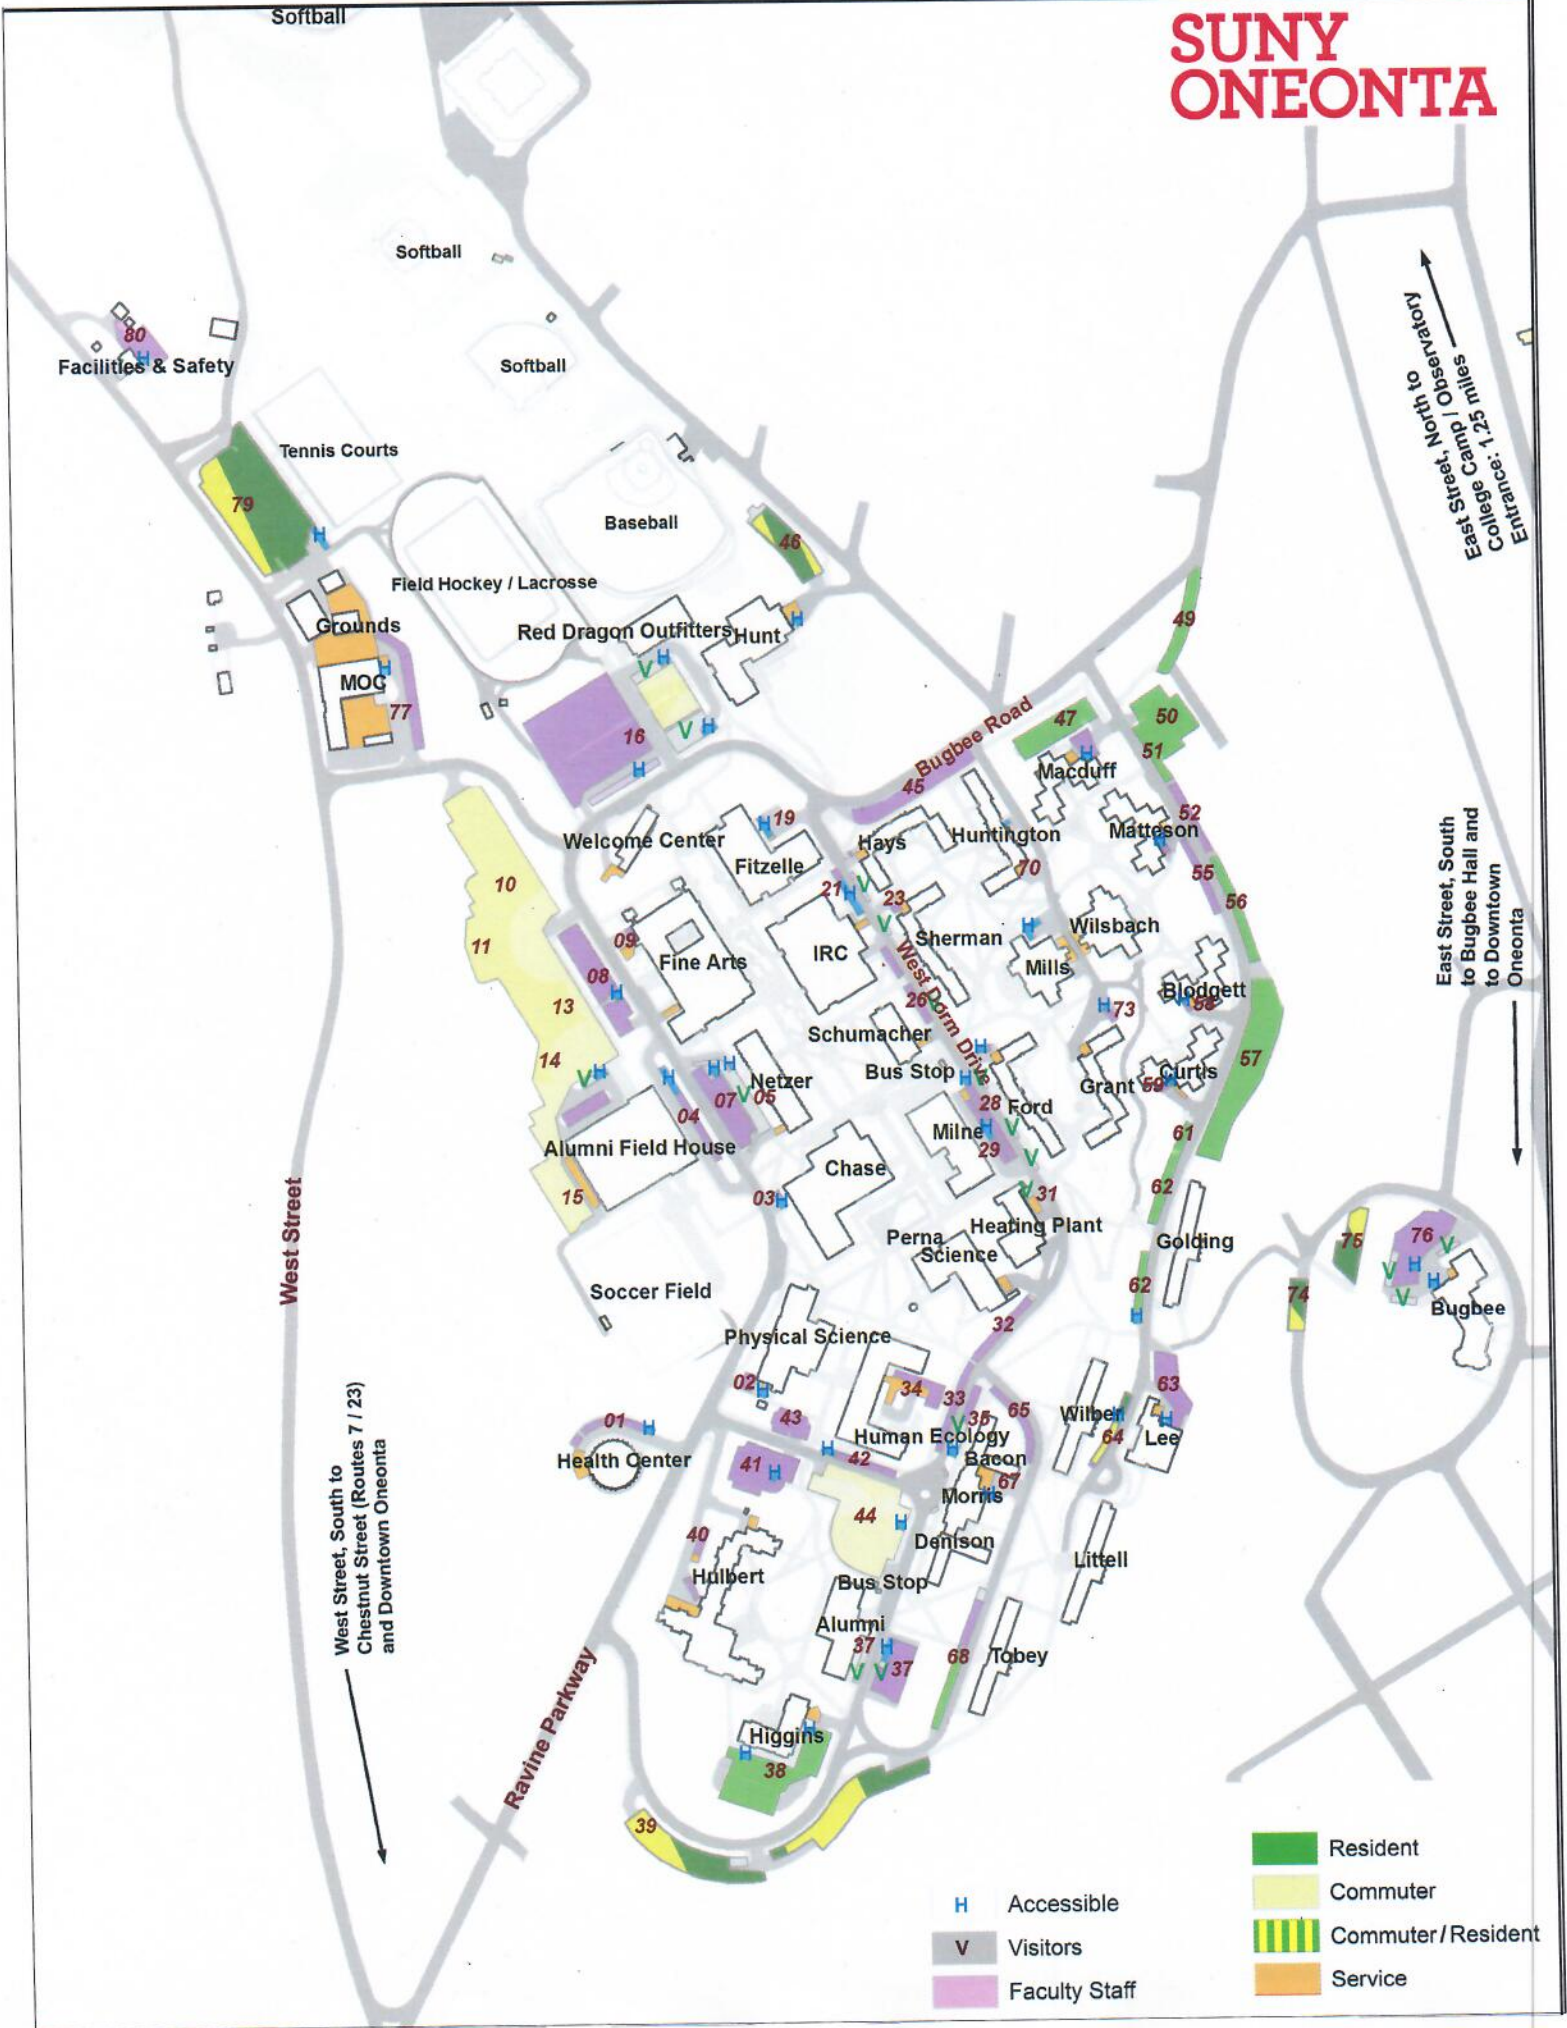 Softball
SUNY
ONEONTA
Softball
80
Facilities & Safety
Softball
East Street, North to
College Camp / Observatory
Entrance: 1.25 miles
Tennis Courts
79
Baseball
46
Field Hockey / Lacrosse
Grounds
Red Dragon Outfitters
Hunt
49
MOC
77
16
Bugbee Road
47
50
51
45
Macduff
Welcome Center
19
Fitzelle
Hays
Huntington
Matteson
52
70
10
21
23
55
56
East Street, South
to Bugbee Hall and
to Downtown
Oneonta
11
09
Fine Arts
IRC
Sherman
Wilsbach
Mills
08
West Dorm Drive
26
Blodgett
58
73
13
Schumacher
14
Bus Stop
Netzer
07
05
04
Grant
59
Curtis
57
28
Ford
Milne
29
61
Alumni Field House
Chase
15
03
31
62
Heating Plant
Perna
Science
Golding
West Street
Soccer Field
62
75
76
74
Bugbee
Physical Science
32
02
34
33
35
65
63
01
43
Human Ecology
Wilber
64
Lee
Health Center
41
42
Bacon
67
Morris
44
Denison
40
Hulbert
Bus Stop
Littell
West Street, South to
Chestnut Street (Routes 7 / 23)
and Downtown Oneonta
Alumni
37
37
68
Tobey
Ravine Parkway
Higgins
38
39
H Accessible
V Visitors
Faculty Staff
Resident
Commuter
Commuter / Resident
Service